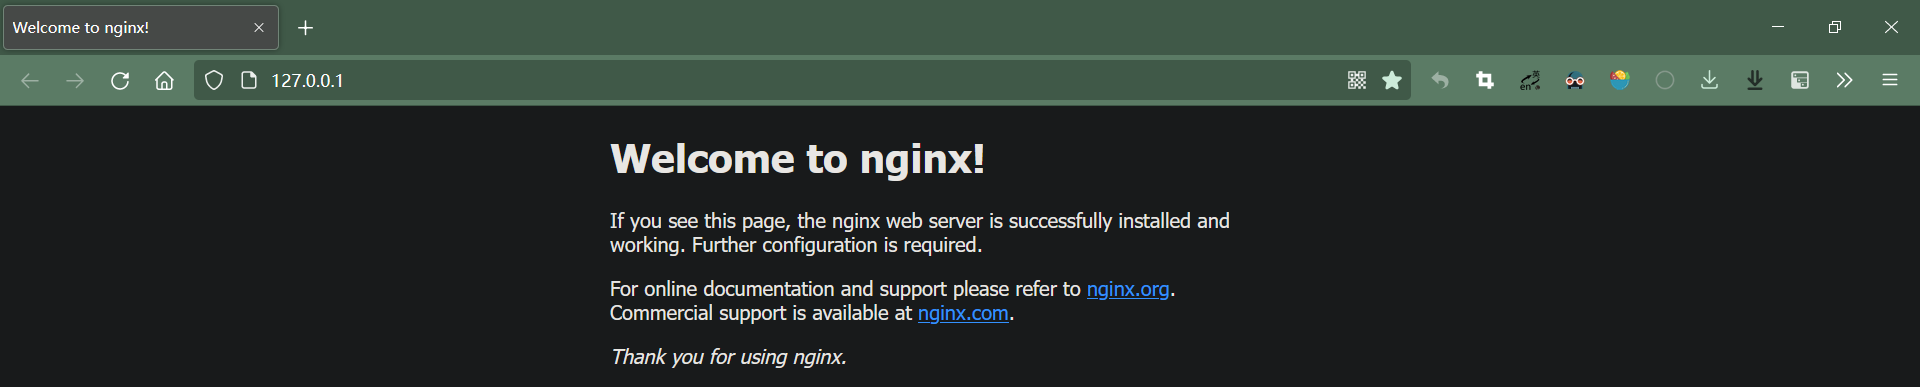 Welcome to nginx!
127.0.0.1
en
Welcome to nginx!
If you see this page, the nginx web server is successfully installed and
working. Further configuration is required.
For online documentation and support please refer to nginx.org.
Commercial support is available at nginx.com.
Thank you for using nginx.